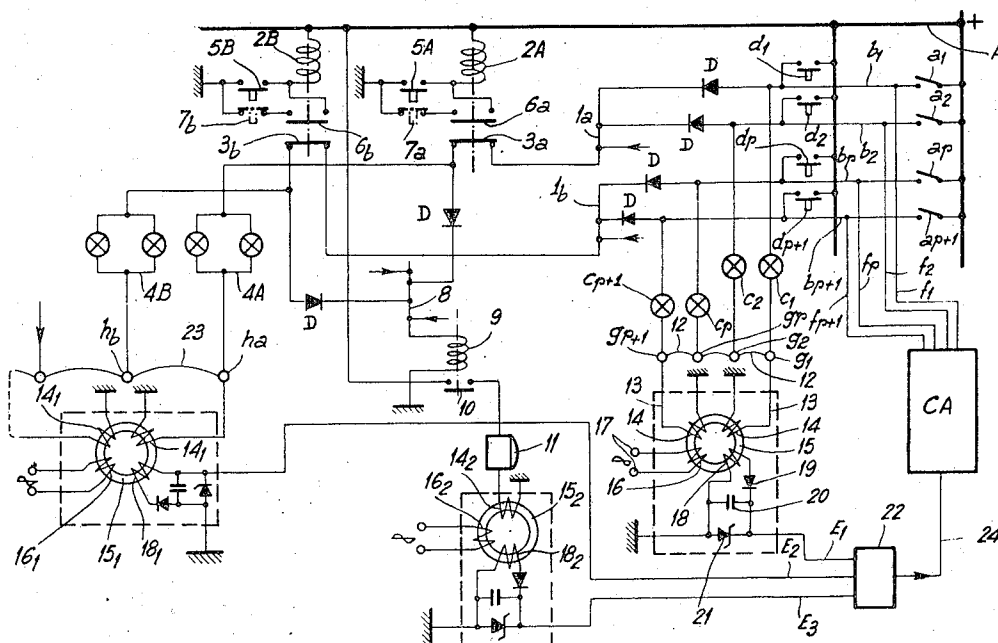 +
A
2B
5B
5A
2A
d1
b1
a1
D
D
a2
7b
7a
6a
1a
d2
b2
3b
6b
3a
dp
bp
ap
D
D
1b
D
dp+1
ap+1
bp+1
fp
f2
f1
fp+1
4B
4A
8
D
cp+1
cp
c2
c1
9
gp+1
12
gp
g2
g1
12
hb
23
ha
10
13
13
14
14
17
15
CA
14₁
14₁
11
14₂
16
18
19
20
16₂
15₂
22
E1
24
16₁
15₁
18₁
18₂
21
E2
E3